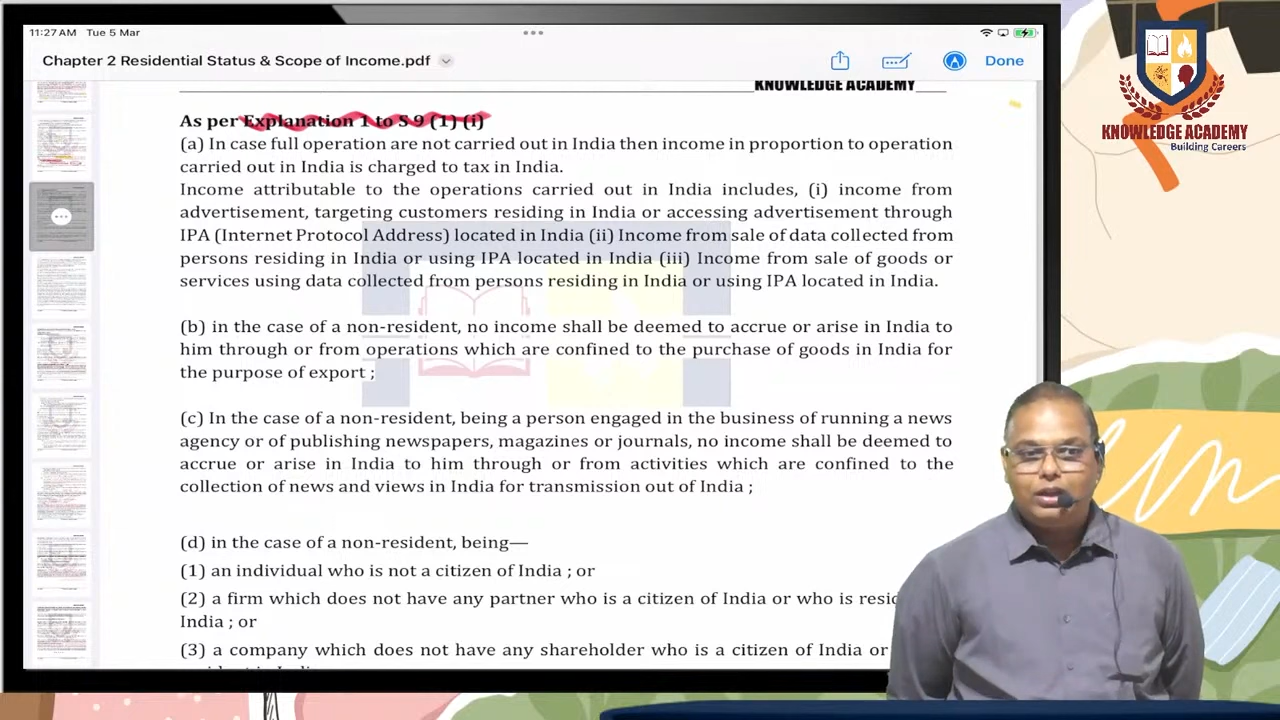 11:27 AM Tue 5 Mar
Chapter 2 Residential Status & Scope of Income.pdf
Done
KNOWLEDGE ACADEMY
KNOWLEDGE ACADEMY
Building Careers
As per Explanation 1 to
(a) In case full operation is not carried out in India then income in proportion to operation
carried out in India is charged to tax in India.
Income attributable to the operations carried out in India includes, (i) income from
advertisement targeting customers residing in India or accessing advertisement through
IPA (Internet Protocol Address) located in India (ii) Income from sale of data collected from
persons residing in India or using IPA located in India (iii) Income from sale of goods or
services using data collected from persons residing in India or using IPA located in India.
(b) in the case of a non-resident, no income shall be deemed to accrue or arise in India to
him through or from operations which are confined to the purchase of goods in India for
the purpose of export ;
(c) in the case of a non-resident, being a person engaged in the business of running a news
agency or of publishing newspapers, magazines or journals, no income shall be deemed to
accrue or arise in India to him through or from activities which are confined to the
collection of news and views in India for transmission out of India
(d) in the case of a non-resident, being
(1) an individual who is not a citizen of India; or
(2) a firm which does not have any partner who is a citizen of India or who is
India ; or
(3) a company which does not have any shareholder who is a citizen of India or